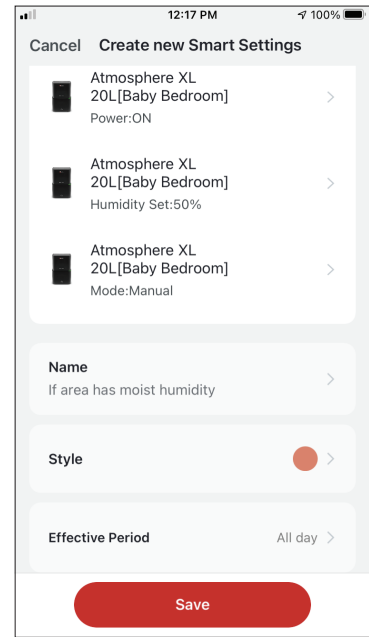 12:17 PM
100%
Cancel Create new Smart Settings
Atmosphere XL
20L[Baby Bedroom]
Power:ON
Atmosphere XL
20L[Baby Bedroom]
Humidity Set:50%
Atmosphere XL
20L[Baby Bedroom]
Mode:Manual
Name
If area has moist humidity
Style
Effective Period All day
Save